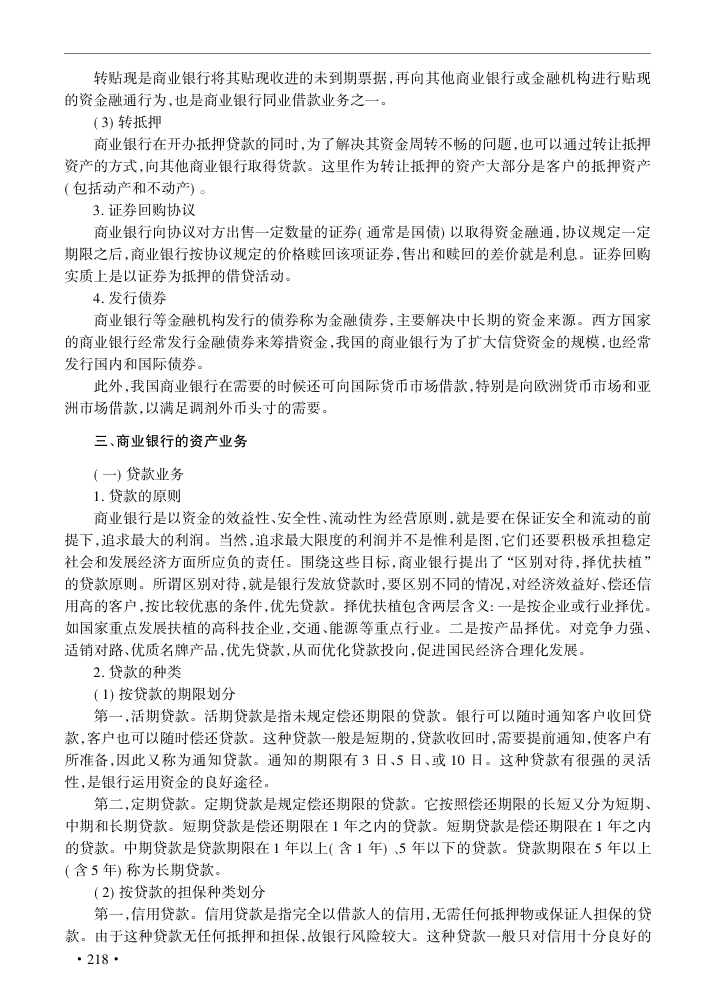 转贴现是商业银行将其贴现收进的未到期票据,再向其他商业银行或金融机构进行贴现
的资金融通行为,也是商业银行同业借款业务之一。
( 3) 转抵押
商业银行在开办抵押贷款的同时,为了解决其资金周转不畅的问题,也可以通过转让抵押
资产的方式,向其他商业银行取得货款。这里作为转让抵押的资产大部分是客户的抵押资产
( 包括动产和不动产) 。
3. 证券回购协议
商业银行向协议对方出售一定数量的证券( 通常是国债) 以取得资金融通,协议规定一定
期限之后,商业银行按协议规定的价格赎回该项证券,售出和赎回的差价就是利息。证券回购
实质上是以证券为抵押的借贷活动。
4. 发行债券
商业银行等金融机构发行的债券称为金融债券,主要解决中长期的资金来源。西方国家
的商业银行经常发行金融债券来筹措资金,我国的商业银行为了扩大信贷资金的规模,也经常
发行国内和国际债券。
此外,我国商业银行在需要的时候还可向国际货币市场借款,特别是向欧洲货币市场和亚
洲市场借款,以满足调剂外币头寸的需要。
三、商业银行的资产业务
( 一) 贷款业务
1. 贷款的原则
商业银行是以资金的效益性、安全性、流动性为经营原则,就是要在保证安全和流动的前
提下,追求最大的利润。当然,追求最大限度的利润并不是惟利是图,它们还要积极承担稳定
社会和发展经济方面所应负的责任。围绕这些目标,商业银行提出了“区别对待,择优扶植”
的贷款原则。所谓区别对待,就是银行发放贷款时,要区别不同的情况,对经济效益好、偿还信
用高的客户,按比较优惠的条件,优先贷款。择优扶植包含两层含义: 一是按企业或行业择优。
如国家重点发展扶植的高科技企业,交通、能源等重点行业。二是按产品择优。对竞争力强、
适销对路、优质名牌产品,优先贷款,从而优化贷款投向,促进国民经济合理化发展。
2. 贷款的种类
( 1) 按贷款的期限划分
第一,活期贷款。活期贷款是指未规定偿还期限的贷款。银行可以随时通知客户收回贷
款,客户也可以随时偿还贷款。这种贷款一般是短期的,贷款收回时,需要提前通知,使客户有
所准备,因此又称为通知贷款。通知的期限有 3 日、5 日、或 10 日。这种贷款有很强的灵活
性,是银行运用资金的良好途径。
第二,定期贷款。定期贷款是规定偿还期限的贷款。它按照偿还期限的长短又分为短期、
中期和长期贷款。短期贷款是偿还期限在 1 年之内的贷款。短期贷款是偿还期限在 1 年之内
的贷款。中期贷款是贷款期限在 1 年以上( 含 1 年) 、5 年以下的贷款。贷款期限在 5 年以上
( 含 5 年) 称为长期贷款。
( 2) 按贷款的担保种类划分
第一,信用贷款。信用贷款是指完全以借款人的信用,无需任何抵押物或保证人担保的贷
款。由于这种贷款无任何抵押和担保,故银行风险较大。这种贷款一般只对信用十分良好的
·218·